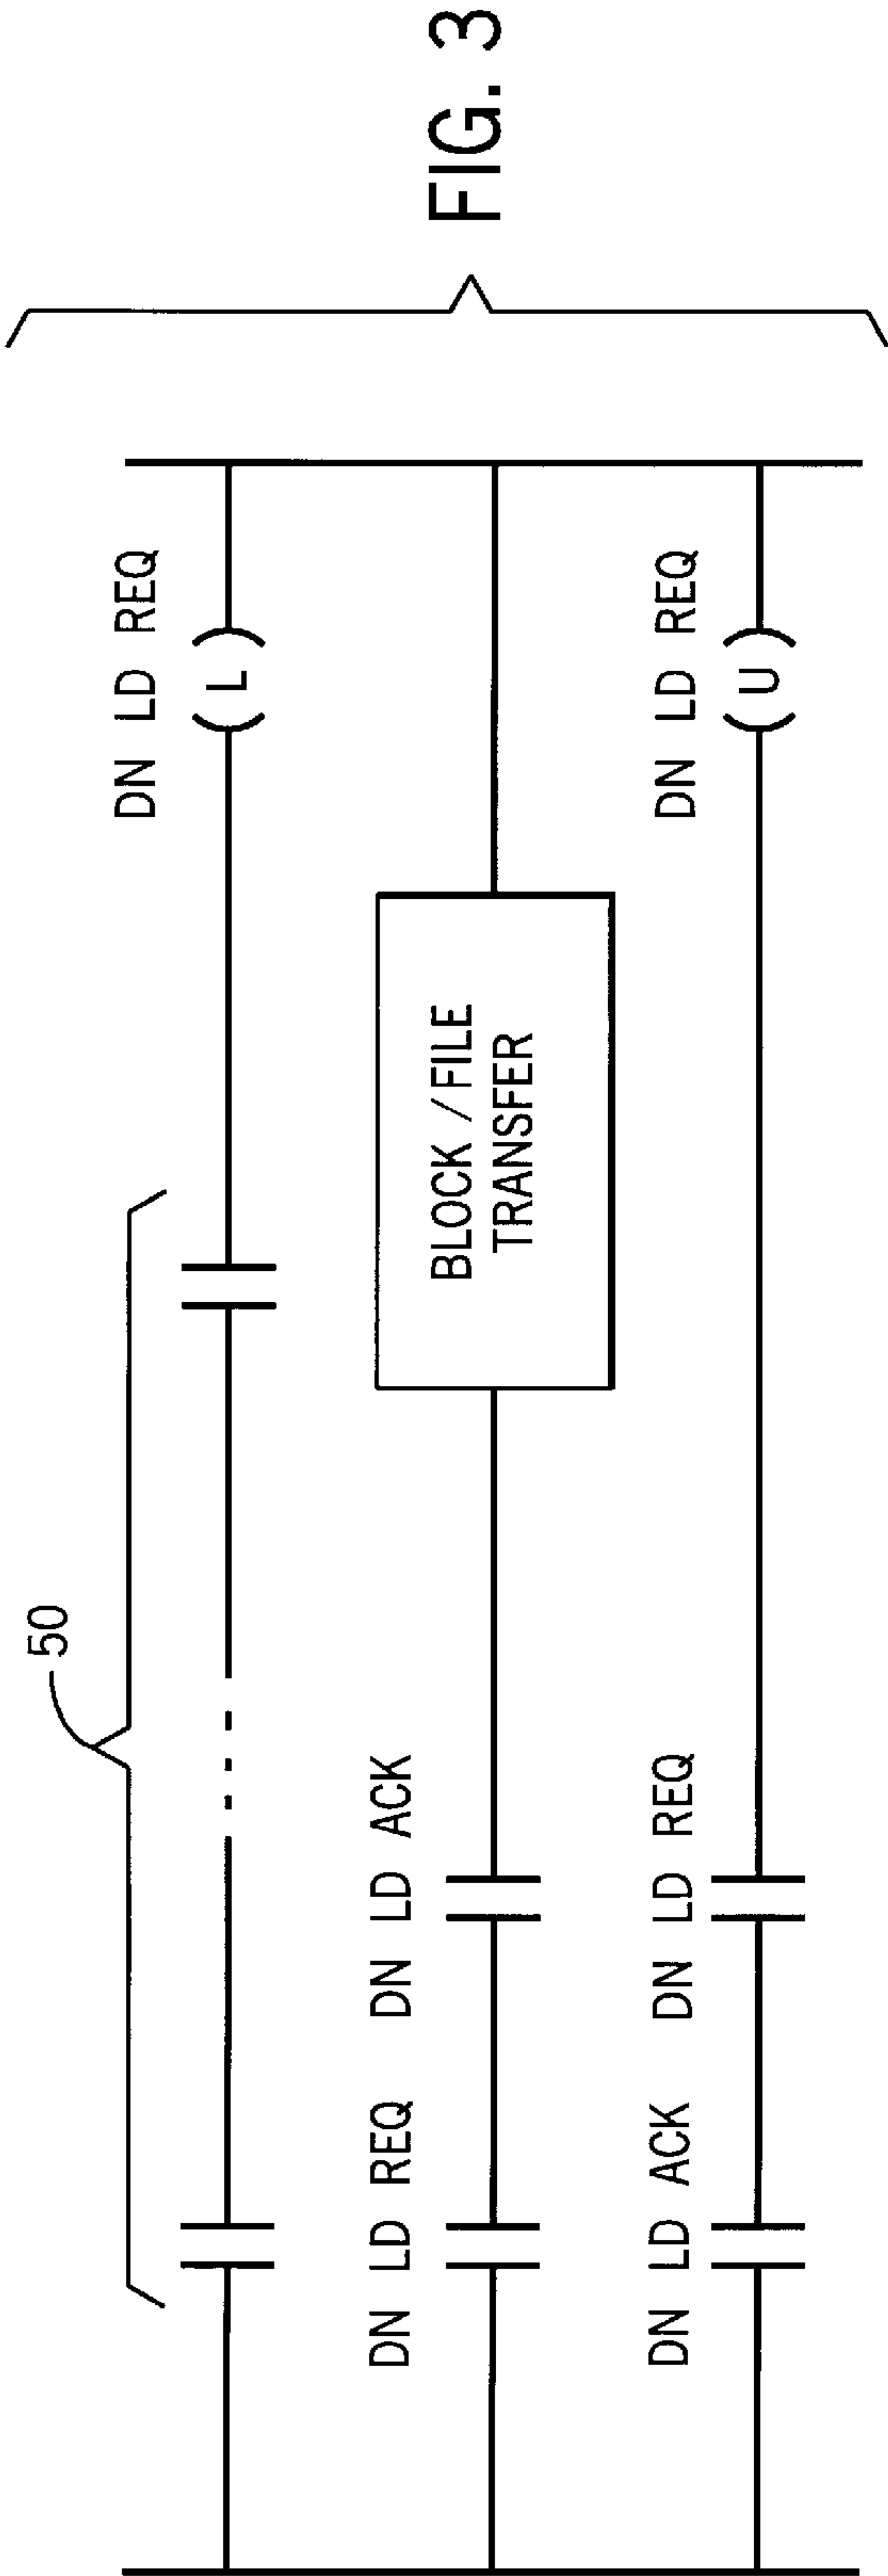 50
DN LD REQ
( L )
DN LD REQ
DN LD ACK
BLOCK / FILE
TRANSFER
DN LD ACK
DN LD REQ
DN LD REQ
( U )
FIG. 3